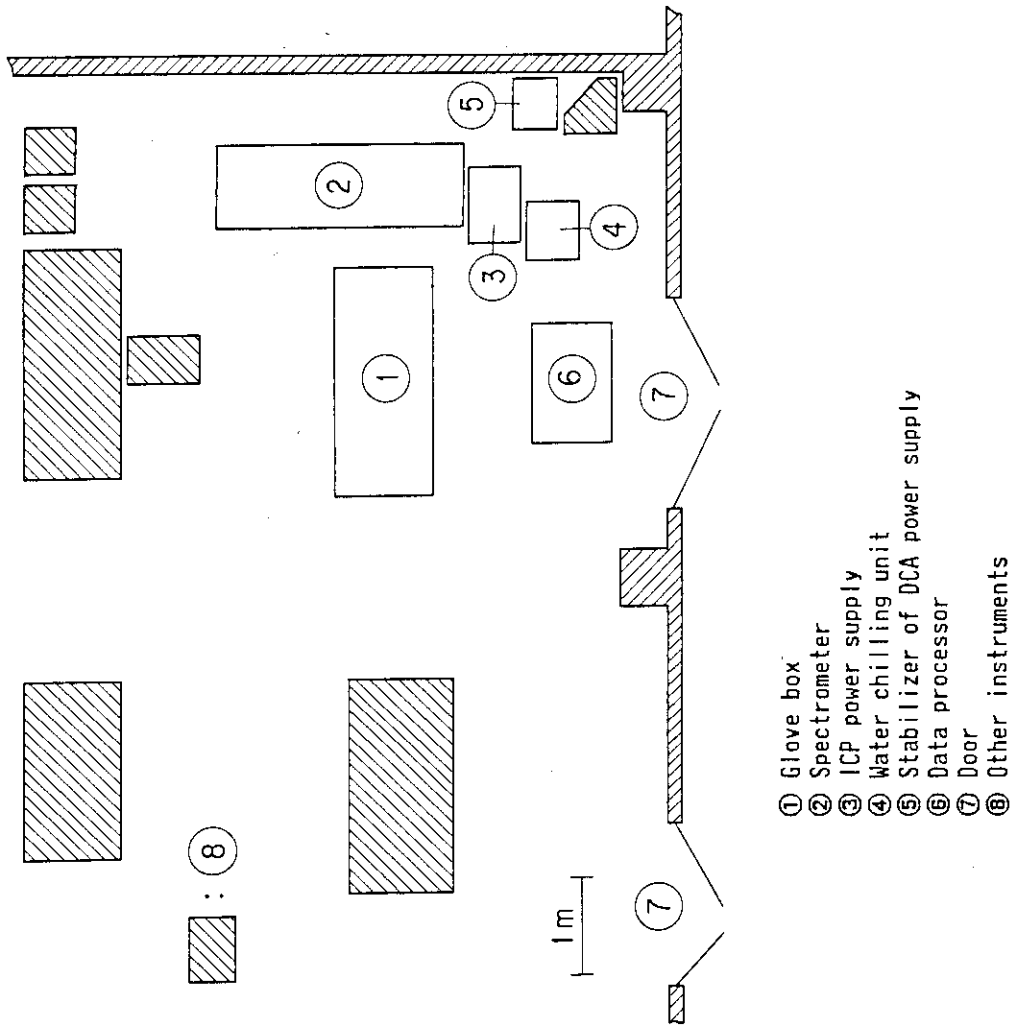 5
2
4
3
1
6
7
: 8
1m
7
① Glove box
② Spectrometer
③ ICP power supply
④ Water chilling unit
⑤ Stabilizer of DCA power supply
⑥ Data processor
⑦ Door
⑧ Other instruments